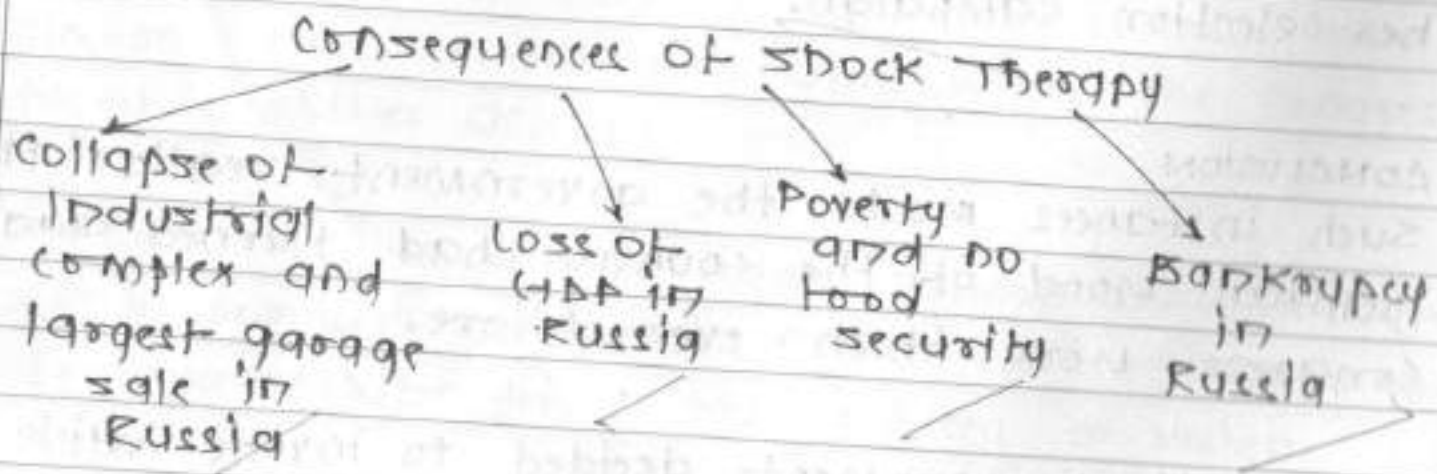 Consequences of Shock Therapy
Collapse of
Industrial
complex and
largest garage
sale in
Russia
Loss of
GDP in
Russia
Poverty
and no
food
security
Bankrupcy
in
Russia